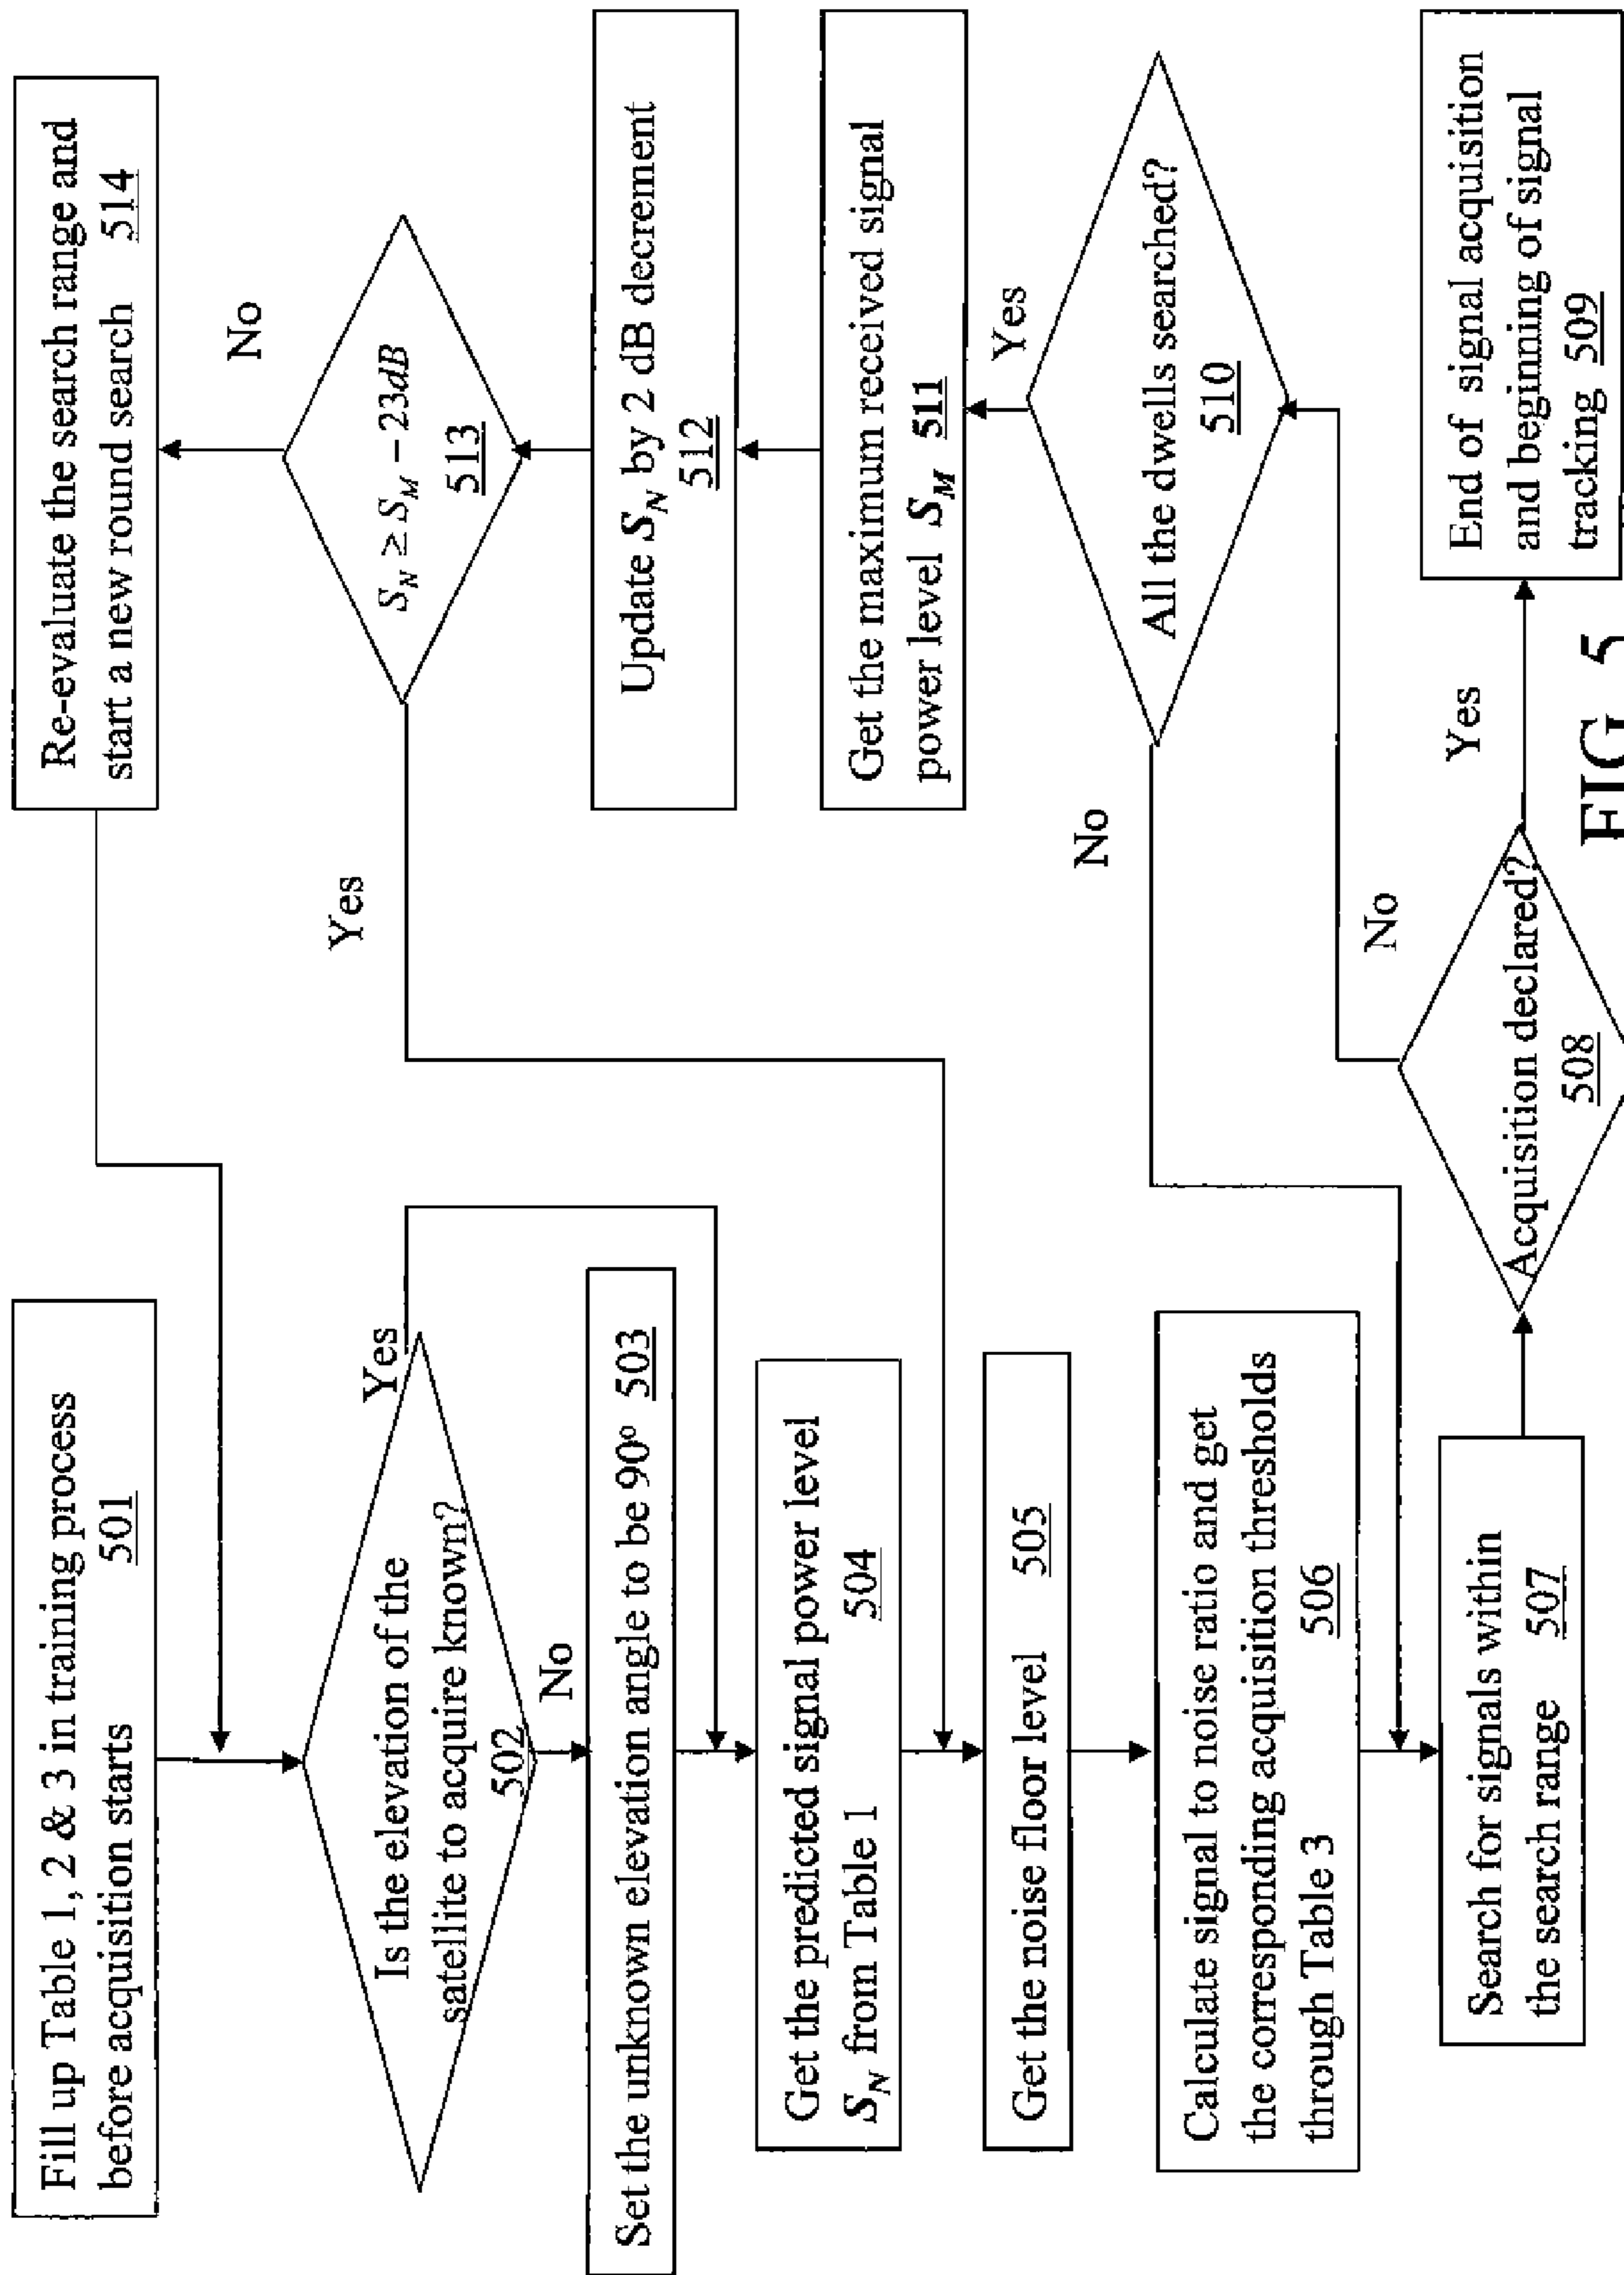 Fill up Table 1, 2 & 3 in training process
before acquisition starts 501
Is the elevation of the
satellite to acquire known?
502
Yes
No
Set the unknown elevation angle to be 90° 503
Get the predicted signal power level
S_N from Table 1 504
Get the noise floor level 505
Calculate signal to noise ratio and get
the corresponding acquisition thresholds
through Table 3 506
Search for signals within
the search range 507
Acquisition declared?
508
Yes
No
End of signal acquisition
and beginning of signal
tracking 509
All the dwells searched?
510
No
Yes
Get the maximum received signal
power level S_M 511
Update S_N by 2 dB decrement
512
S_N ≥ S_M − 23dB
513
Yes
No
Re-evaluate the search range and
start a new round search 514
FIG. 5